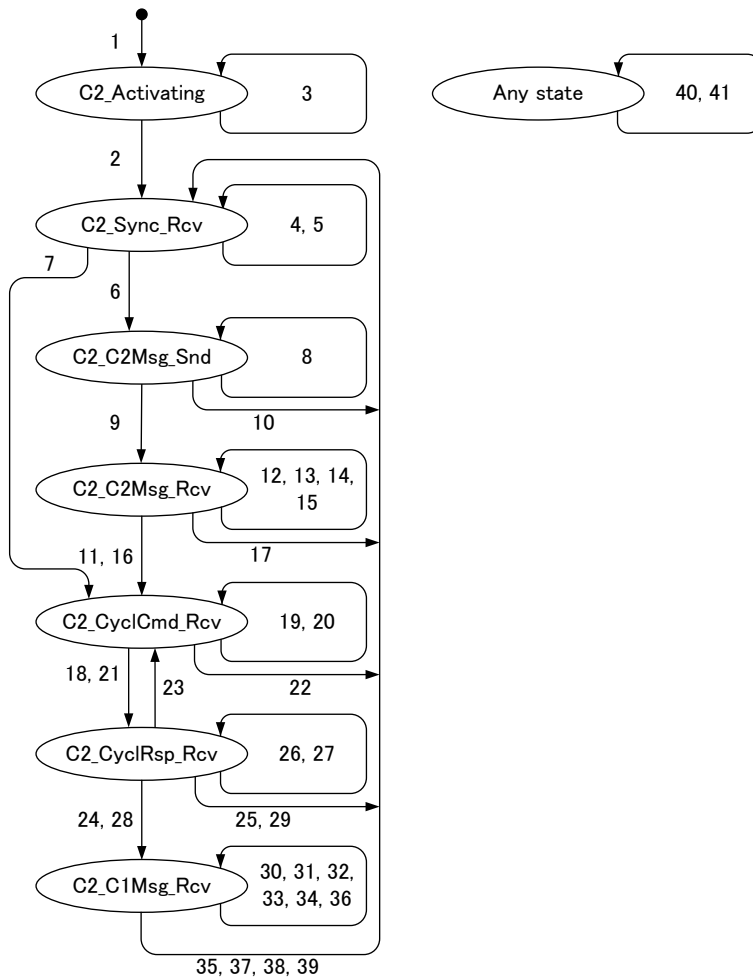 1
C2_Activating
3
Any state
40, 41
2
C2_Sync_Rcv
4, 5
7
6
C2_C2Msg_Snd
8
9
10
C2_C2Msg_Rcv
12, 13, 14,
15
11, 16
17
C2_CyclCmd_Rcv
19, 20
18, 21
23
22
C2_CyclRsp_Rcv
26, 27
24, 28
25, 29
C2_C1Msg_Rcv
30, 31, 32,
33, 34, 36
35, 37, 38, 39